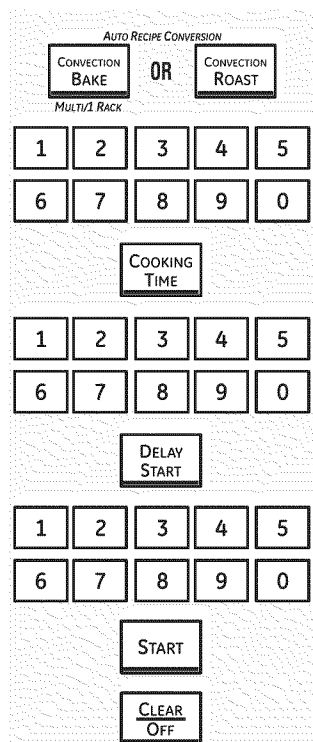 AUTO RECIPE CONVERSION
CONVECTION
BAKE
OR
CONVECTION
ROAST
MULTI/1 RACK
1 2 3 4 5
6 7 8 9 0
COOKING
TIME
1 2 3 4 5
6 7 8 9 0
DELAY
START
1 2 3 4 5
6 7 8 9 0
START
CLEAR
OFF